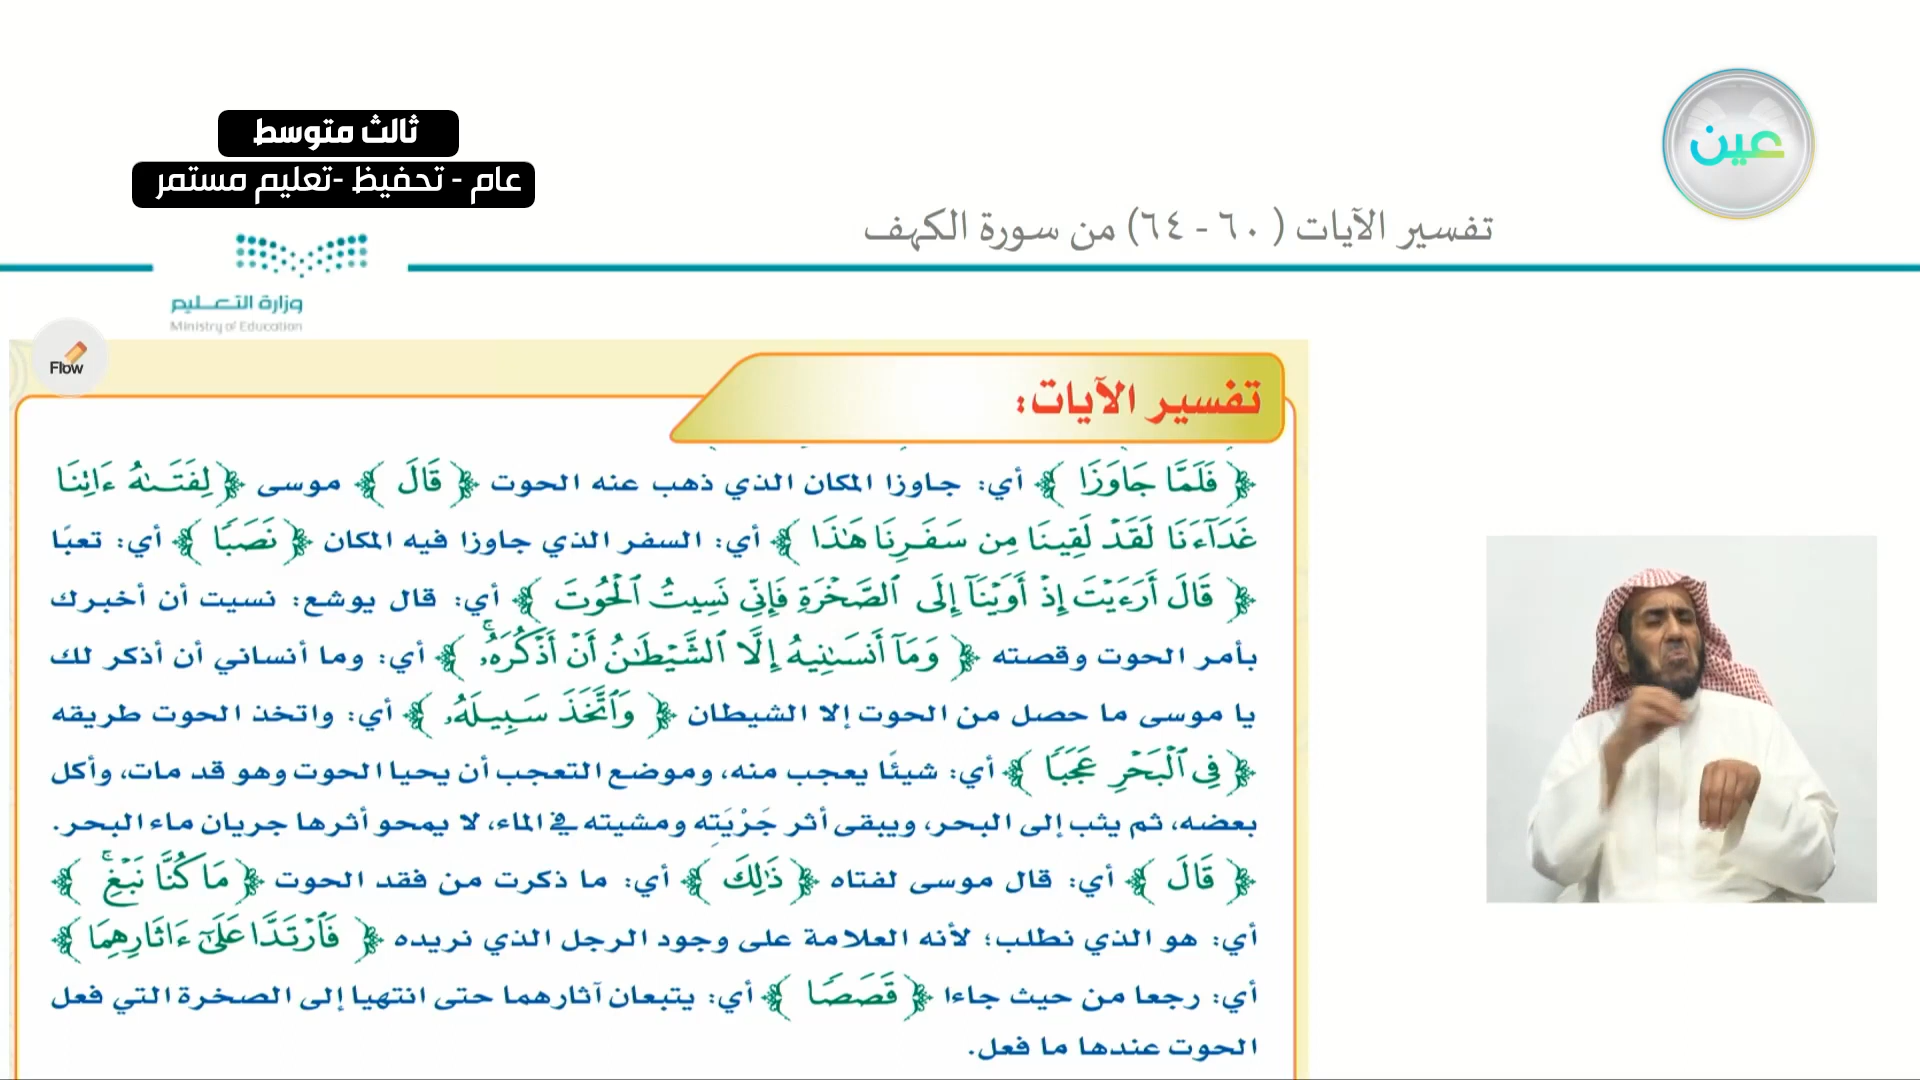 ثالث متوسط
عام - تحفيظ -تعليم مستمر
عين
تفسير الآيات ( ٦٠ - ٦٤) من سورة الكهف
وزارة التعليم
Ministry of Education
Flow
تفسير الآيات:
﴿ فَلَمَّا جَاوَزَا ﴾ أي: جاوزا المكان الذي ذهب عنه الحوت ﴿ قَالَ ﴾ موسى ﴿ لِفَتَىٰهُ ءَاتِنَا
غَدَآءَنَا لَقَدْ لَقِينَا مِن سَفَرِنَا هَٰذَا ﴾ أي: السفر الذي جاوزا فيه المكان ﴿ نَصَبًا ﴾ أي: تعبًا
﴿ قَالَ أَرَءَيْتَ إِذْ أَوَيْنَآ إِلَى ٱلصَّخْرَةِ فَإِنِّي نَسِيتُ ٱلْحُوتَ ﴾ أي: قال يوشع: نسيت أن أخبرك
بأمر الحوت وقصته ﴿ وَمَآ أَنسَىٰنِيهُ إِلَّا ٱلشَّيْطَٰنُ أَنْ أَذْكُرَهُۥۚ ﴾ أي: وما أنساني أن أذكر لك
يا موسى ما حصل من الحوت إلا الشيطان ﴿ وَٱتَّخَذَ سَبِيلَهُۥ ﴾ أي: واتخذ الحوت طريقه
﴿ فِي ٱلْبَحْرِ عَجَبًا ﴾ أي: شيئًا يعجب منه، وموضع التعجب أن يحيا الحوت وهو قد مات، وأكل
بعضه، ثم يثب إلى البحر، ويبقى أثر جَرْيَتِه ومشيته في الماء، لا يمحو أثرها جريان ماء البحر.
﴿ قَالَ ﴾ أي: قال موسى لفتاه ﴿ ذَٰلِكَ ﴾ أي: ما ذكرت من فقد الحوت ﴿ مَا كُنَّا نَبْغِۚ ﴾
أي: هو الذي نطلب؛ لأنه العلامة على وجود الرجل الذي نريده ﴿ فَٱرْتَدَّا عَلَىٰٓ ءَاثَارِهِمَا ﴾
أي: رجعا من حيث جاءا ﴿ قَصَصًا ﴾ أي: يتبعان آثارهما حتى انتهيا إلى الصخرة التي فعل
الحوت عندها ما فعل.